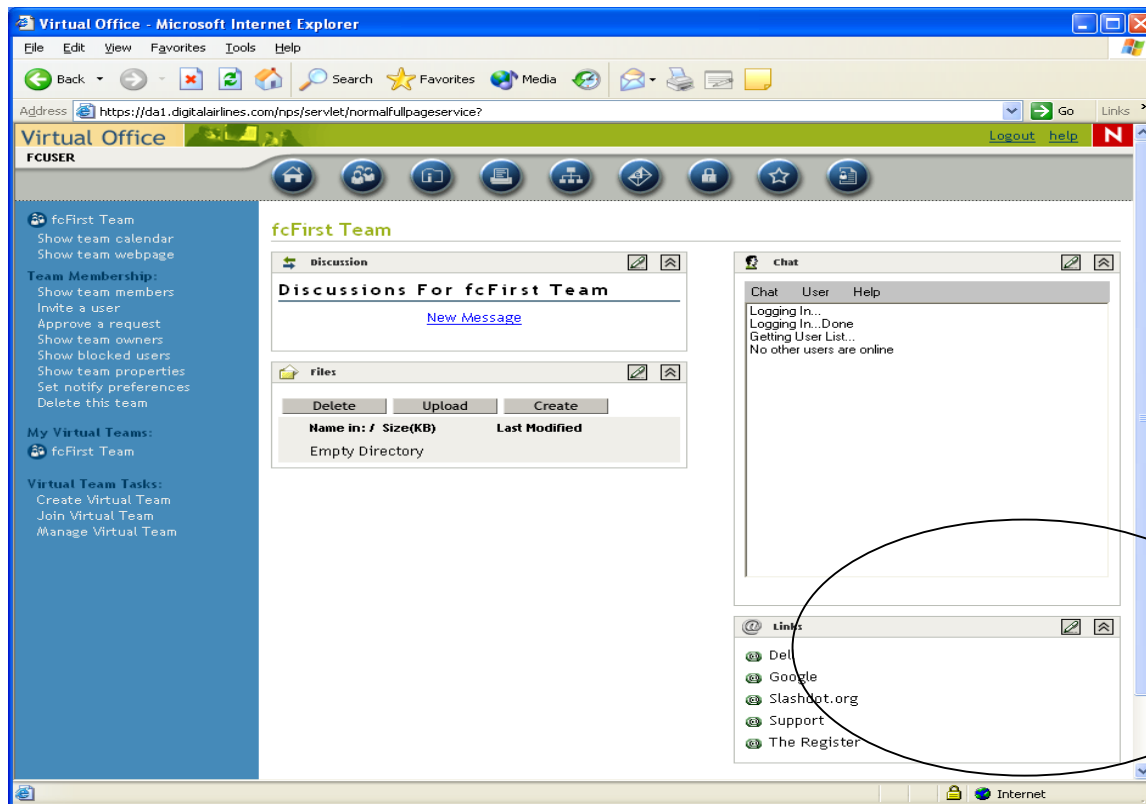 Virtual Office - Microsoft Internet Explorer
File Edit View Favorites Tools Help
Back Search Favorites Media
Address https://da1.digitalairlines.com/nps/servlet/normalfullpageservice? Go Links »
Virtual Office Logout help N
FCUSER
fcFirst Team
Show team calendar
Show team webpage
Team Membership:
Show team members
Invite a user
Approve a request
Show team owners
Show blocked users
Show team properties
Set notify preferences
Delete this team
My Virtual Teams:
fcFirst Team
Virtual Team Tasks:
Create Virtual Team
Join Virtual Team
Manage Virtual Team
fcFirst Team
Discussion
Discussions For fcFirst Team
New Message
Files
Delete Upload Create
Name in: / Size(KB) Last Modified
Empty Directory
Chat
Chat User Help
Logging In...
Logging In...Done
Getting User List...
No other users are online
Links
Dell
Google
Slashdot.org
Support
The Register
Internet